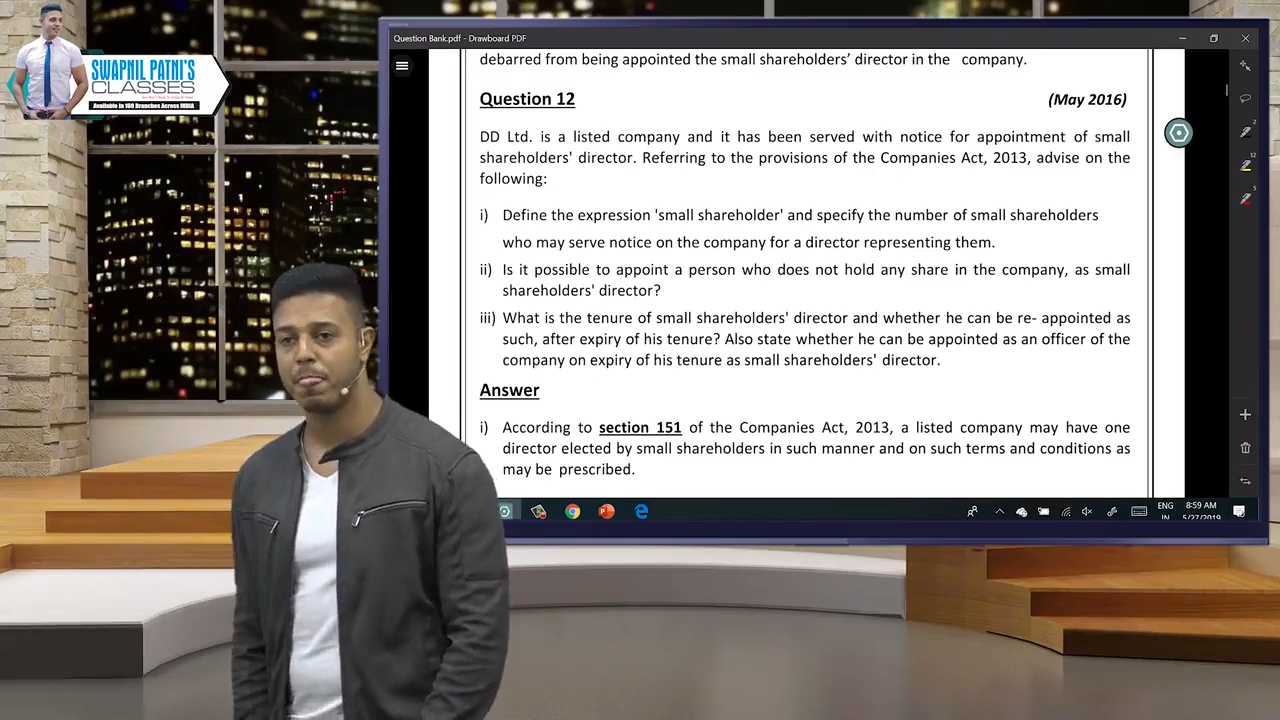 SWAPNIL PATNI'S
CLASSES
Available in 160 Branches Across INDIA
Question Bank.pdf - Drawboard PDF
debarred from being appointed the small shareholders' director in the company.
Question 12 (May 2016)
DD Ltd. is a listed company and it has been served with notice for appointment of small
shareholders' director. Referring to the provisions of the Companies Act, 2013, advise on the
following:
i) Define the expression 'small shareholder' and specify the number of small shareholders
who may serve notice on the company for a director representing them.
ii) Is it possible to appoint a person who does not hold any share in the company, as small
shareholders' director?
iii) What is the tenure of small shareholders' director and whether he can be re- appointed as
such, after expiry of his tenure? Also state whether he can be appointed as an officer of the
company on expiry of his tenure as small shareholders' director.
Answer
i) According to section 151 of the Companies Act, 2013, a listed company may have one
director elected by small shareholders in such manner and on such terms and conditions as
may be prescribed.
2
12
5
ENG
IN
8:59 AM
5/27/2019